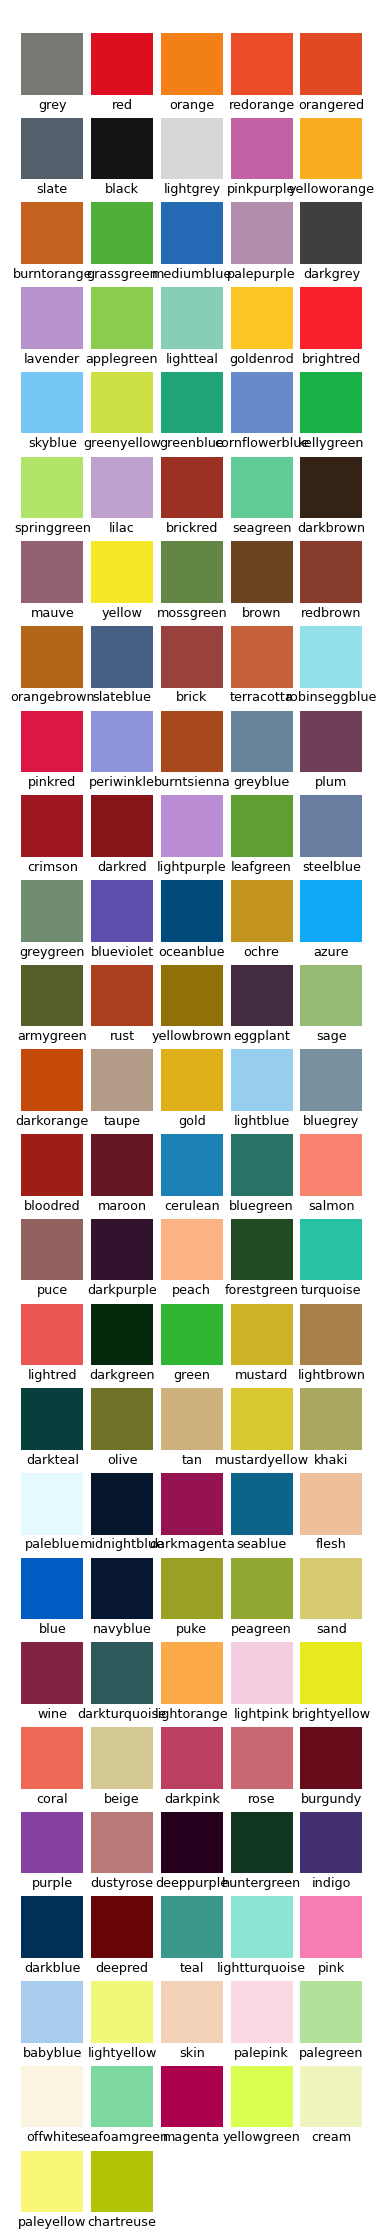 grey red orange redorange orangered
slate black lightgrey pinkpurple yelloworange
burntorange grassgreen mediumblue palepurple darkgrey
lavender applegreen lightteal goldenrod brightred
skyblue greenyellow greenblue cornflowerblue kellygreen
springgreen lilac brickred seagreen darkbrown
mauve yellow mossgreen brown redbrown
orangebrown slateblue brick terracotta robinseggblue
pinkred periwinkle burntsienna greyblue plum
crimson darkred lightpurple leafgreen steelblue
greygreen blueviolet oceanblue ochre azure
armygreen rust yellowbrown eggplant sage
darkorange taupe gold lightblue bluegrey
bloodred maroon cerulean bluegreen salmon
puce darkpurple peach forestgreen turquoise
lightred darkgreen green mustard lightbrown
darkteal olive tan mustardyellow khaki
paleblue midnightblue darkmagenta seablue flesh
blue navyblue puke peagreen sand
wine darkturquoise lightorange lightpink brightyellow
coral beige darkpink rose burgundy
purple dustyrose deeppurple huntergreen indigo
darkblue deepred teal lightturquoise pink
babyblue lightyellow skin palepink palegreen
offwhite seafoamgreen magenta yellowgreen cream
paleyellow chartreuse